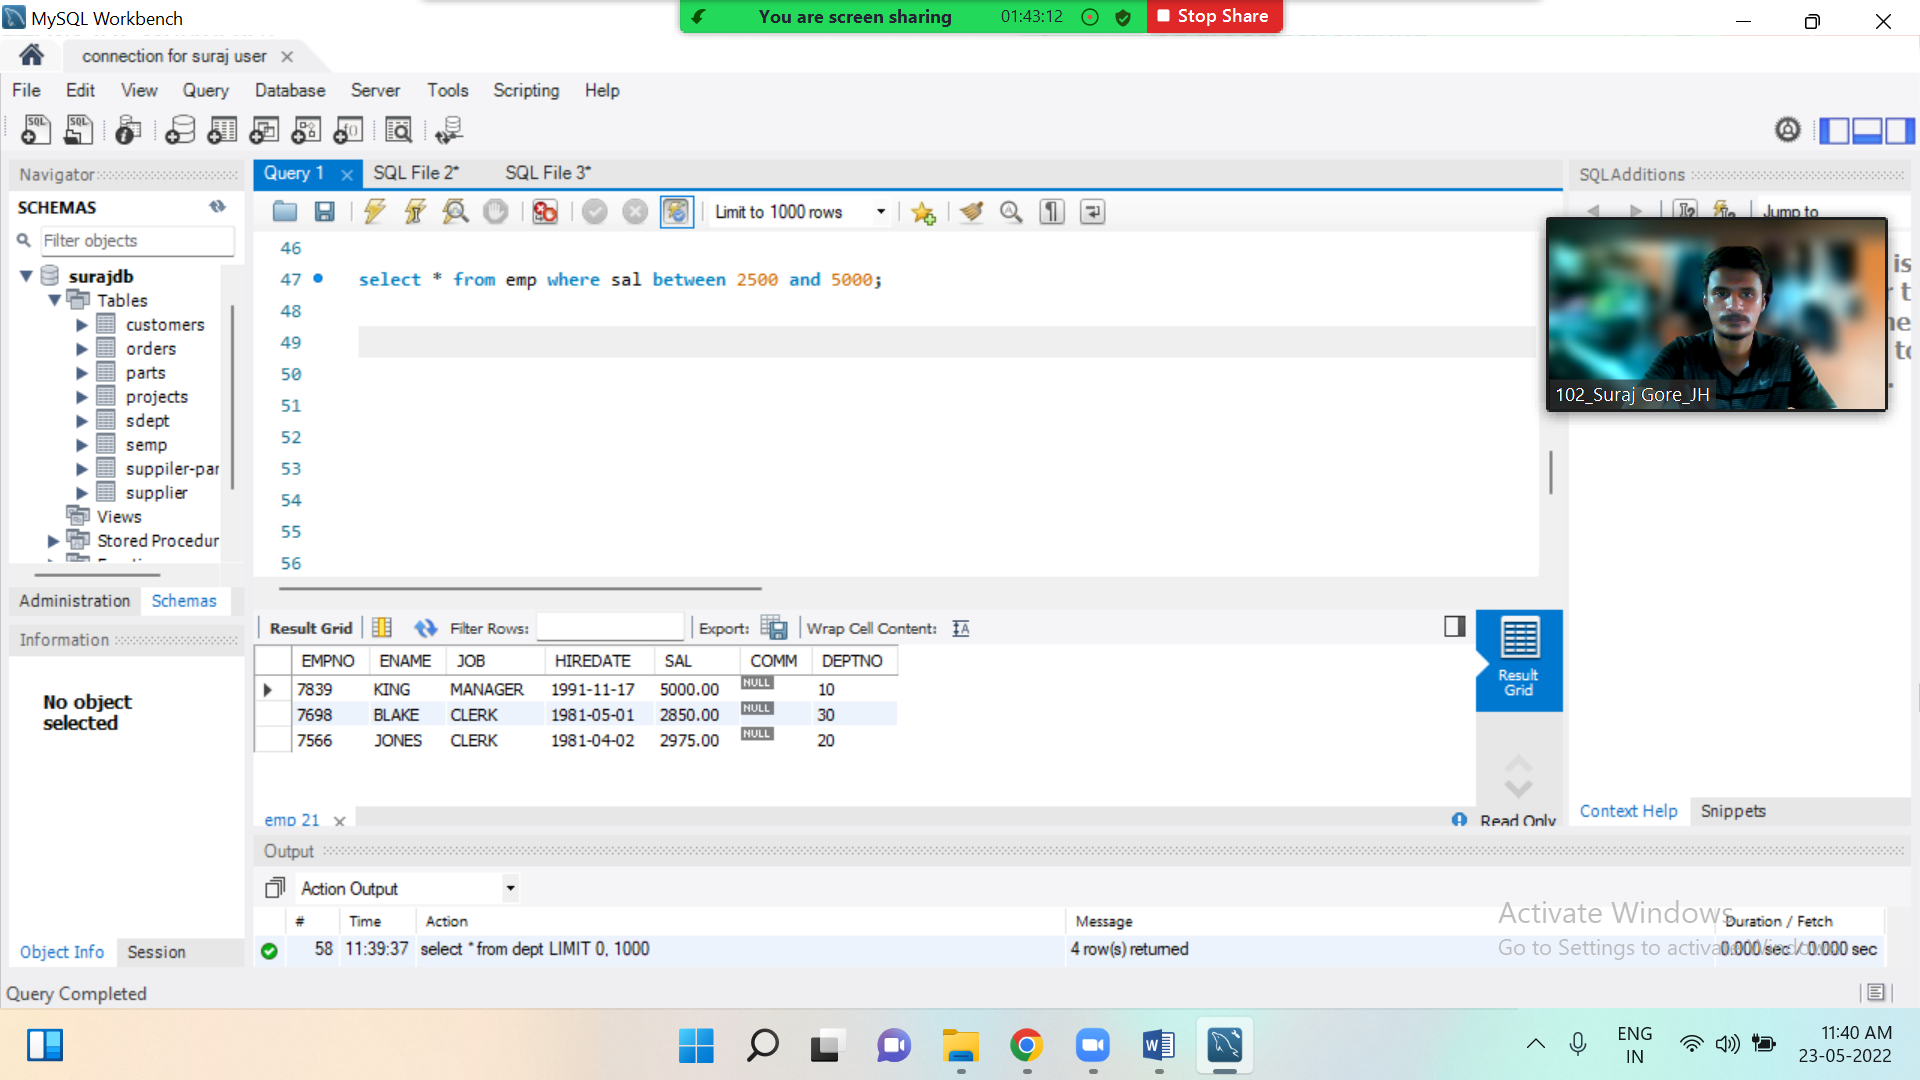 MySQL Workbench
You are screen sharing 01:43:12 Stop Share
connection for suraj user
File Edit View Query Database Server Tools Scripting Help
Navigator
SCHEMAS
Filter objects
surajdb
Tables
customers
orders
parts
projects
sdept
semp
suppiler-par
supplier
Views
Stored Procedur
Administration Schemas
Information
No object
selected
Object Info Session
Query Completed
Query 1 SQL File 2* SQL File 3*
Limit to 1000 rows
46
47 select * from emp where sal between 2500 and 5000;
48
49
50
51
52
53
54
55
56
Result Grid Filter Rows: Export: Wrap Cell Content:
EMPNO ENAME JOB HIREDATE SAL COMM DEPTNO
7839 KING MANAGER 1991-11-17 5000.00 NULL 10
7698 BLAKE CLERK 1981-05-01 2850.00 NULL 30
7566 JONES CLERK 1981-04-02 2975.00 NULL 20
Result
Grid
emp 21 Read Only
Output
Action Output
# Time Action Message Duration / Fetch
58 11:39:37 select * from dept LIMIT 0, 1000 4 row(s) returned 0.000 sec / 0.000 sec
SQLAdditions
Jump to
102_Suraj Gore_JH
Context Help Snippets
Activate Windows
Go to Settings to activate Windows.
ENG
IN
11:40 AM
23-05-2022